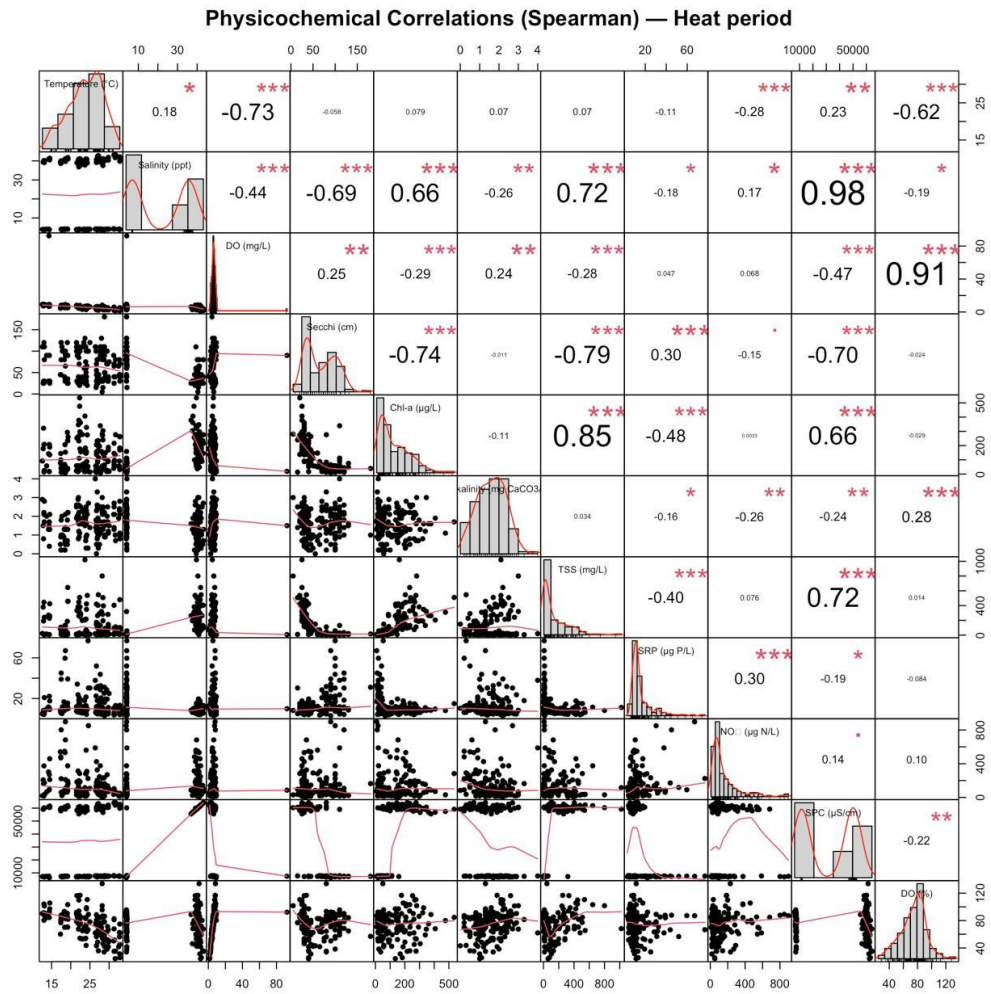 Physicochemical Correlations (Spearman) — Heat period
10 30 0 50 150 0 1 2 3 4 20 60 10000 50000
Temperature (°C) 0.18 * -0.73 *** -0.058 0.079 0.07 0.07 -0.11 -0.28 *** 0.23 ** -0.62 *** 15 25
10 30 Salinity (ppt) -0.44 *** -0.69 *** 0.66 *** -0.26 ** 0.72 *** -0.18 * 0.17 * 0.98 *** -0.19 *
DO (mg/L) 0.25 ** -0.29 *** 0.24 ** -0.28 *** 0.047 0.068 -0.47 *** 0.91 *** 0 40 80
0 50 150 Secchi (cm) -0.74 *** -0.011 -0.79 *** 0.30 *** -0.15 . -0.70 *** -0.024
Chl-a (µg/L) -0.11 0.85 *** -0.48 *** 0.66 *** -0.029 0 200 500
0 1 2 3 4 kalinity (mg CaCO3/ 0.034 -0.16 * -0.26 ** -0.24 ** 0.28 ***
TSS (mg/L) -0.40 *** 0.076 0.72 *** 0.014 0 400 1000
20 60 SRP (µg P/L) 0.30 *** -0.19 * -0.084
NO□ (µg N/L) 0.14 . 0.10 0 400 800
10000 50000 SPC (µS/cm) -0.22 **
DO (%) 40 80 120
15 25 0 40 80 0 200 500 0 400 1000 0 400 800 40 80 120